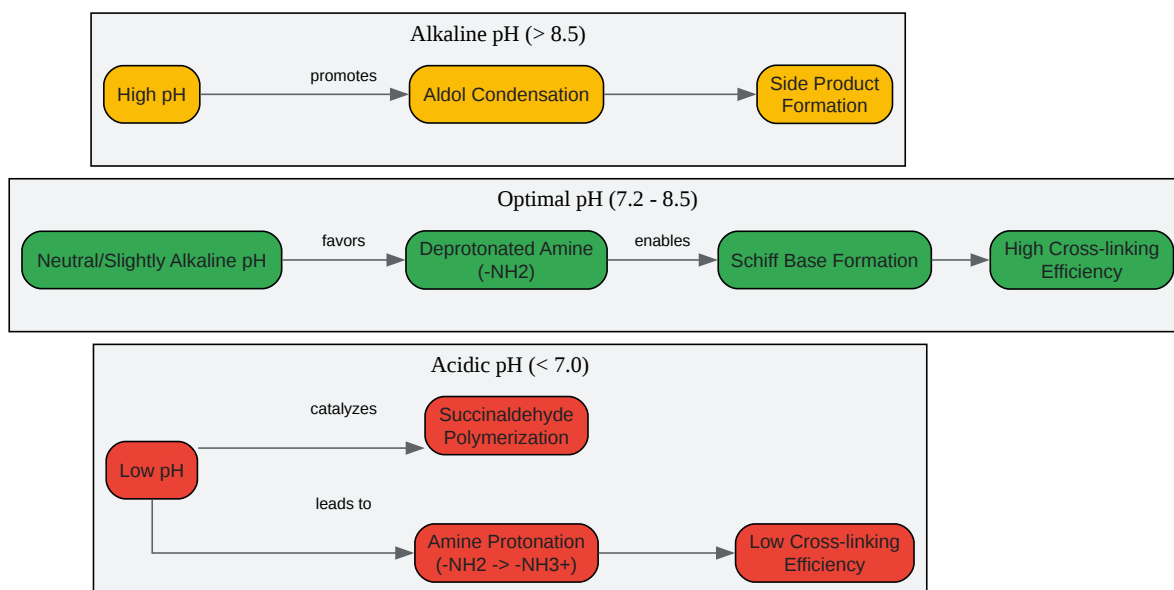 Alkaline pH (> 8.5)
High pH
promotes
Aldol Condensation
Side Product
Formation
Optimal pH (7.2 - 8.5)
Neutral/Slightly Alkaline pH
favors
Deprotonated Amine
(-NH2)
enables
Schiff Base Formation
High Cross-linking
Efficiency
Acidic pH (< 7.0)
Low pH
catalyzes
Succinaldehyde
Polymerization
leads to
Amine Protonation
(-NH2 -> -NH3+)
Low Cross-linking
Efficiency